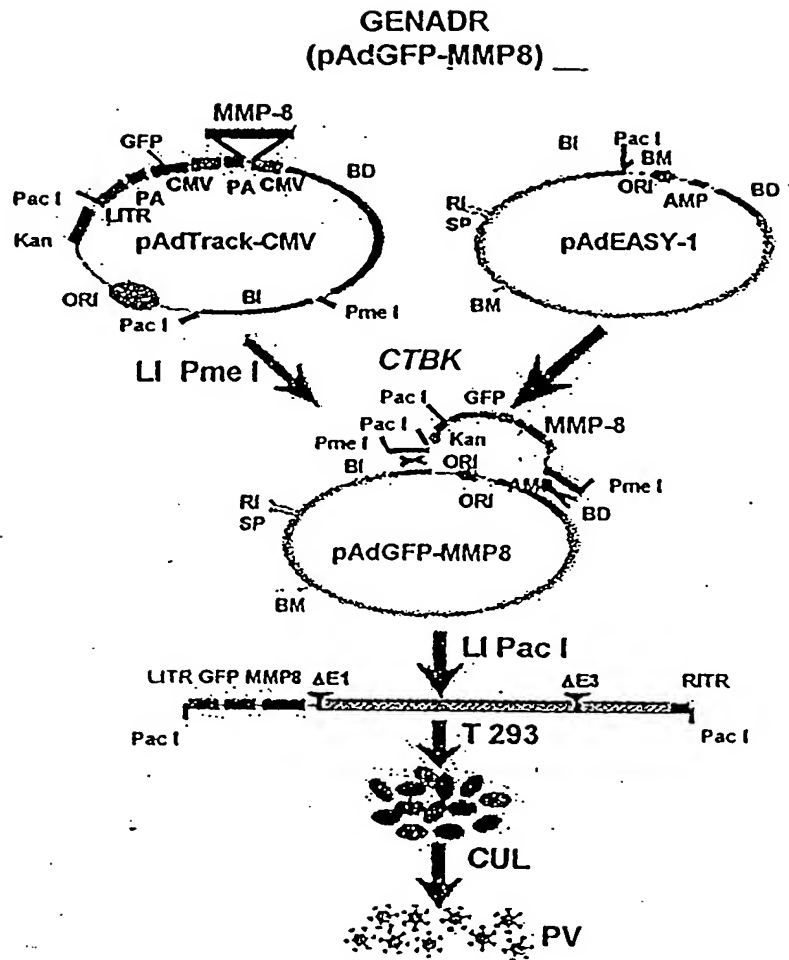 GENADR
(pAdGFP-MMP8)
MMP-8
GFP
CMV
PA
CMV
PA
LITR
Pac I
Kan
BD
pAdTrack-CMV
ORI
Pac I
BI
Pme I
BI
Pac I
BM
ORI
AMP
BD
RI
SP
pAdEASY-1
BM
LI Pme I
CTBK
Pac I
GFP
MMP-8
Pac I
Kan
Pme I
BI
ORI
ORI
AMP
Pme I
BD
RI
SP
pAdGFP-MMP8
BM
LI Pac I
LITR GFP MMP8 ΔE1 ΔE3 RITR
Pac I Pac I
T 293
CUL
PV